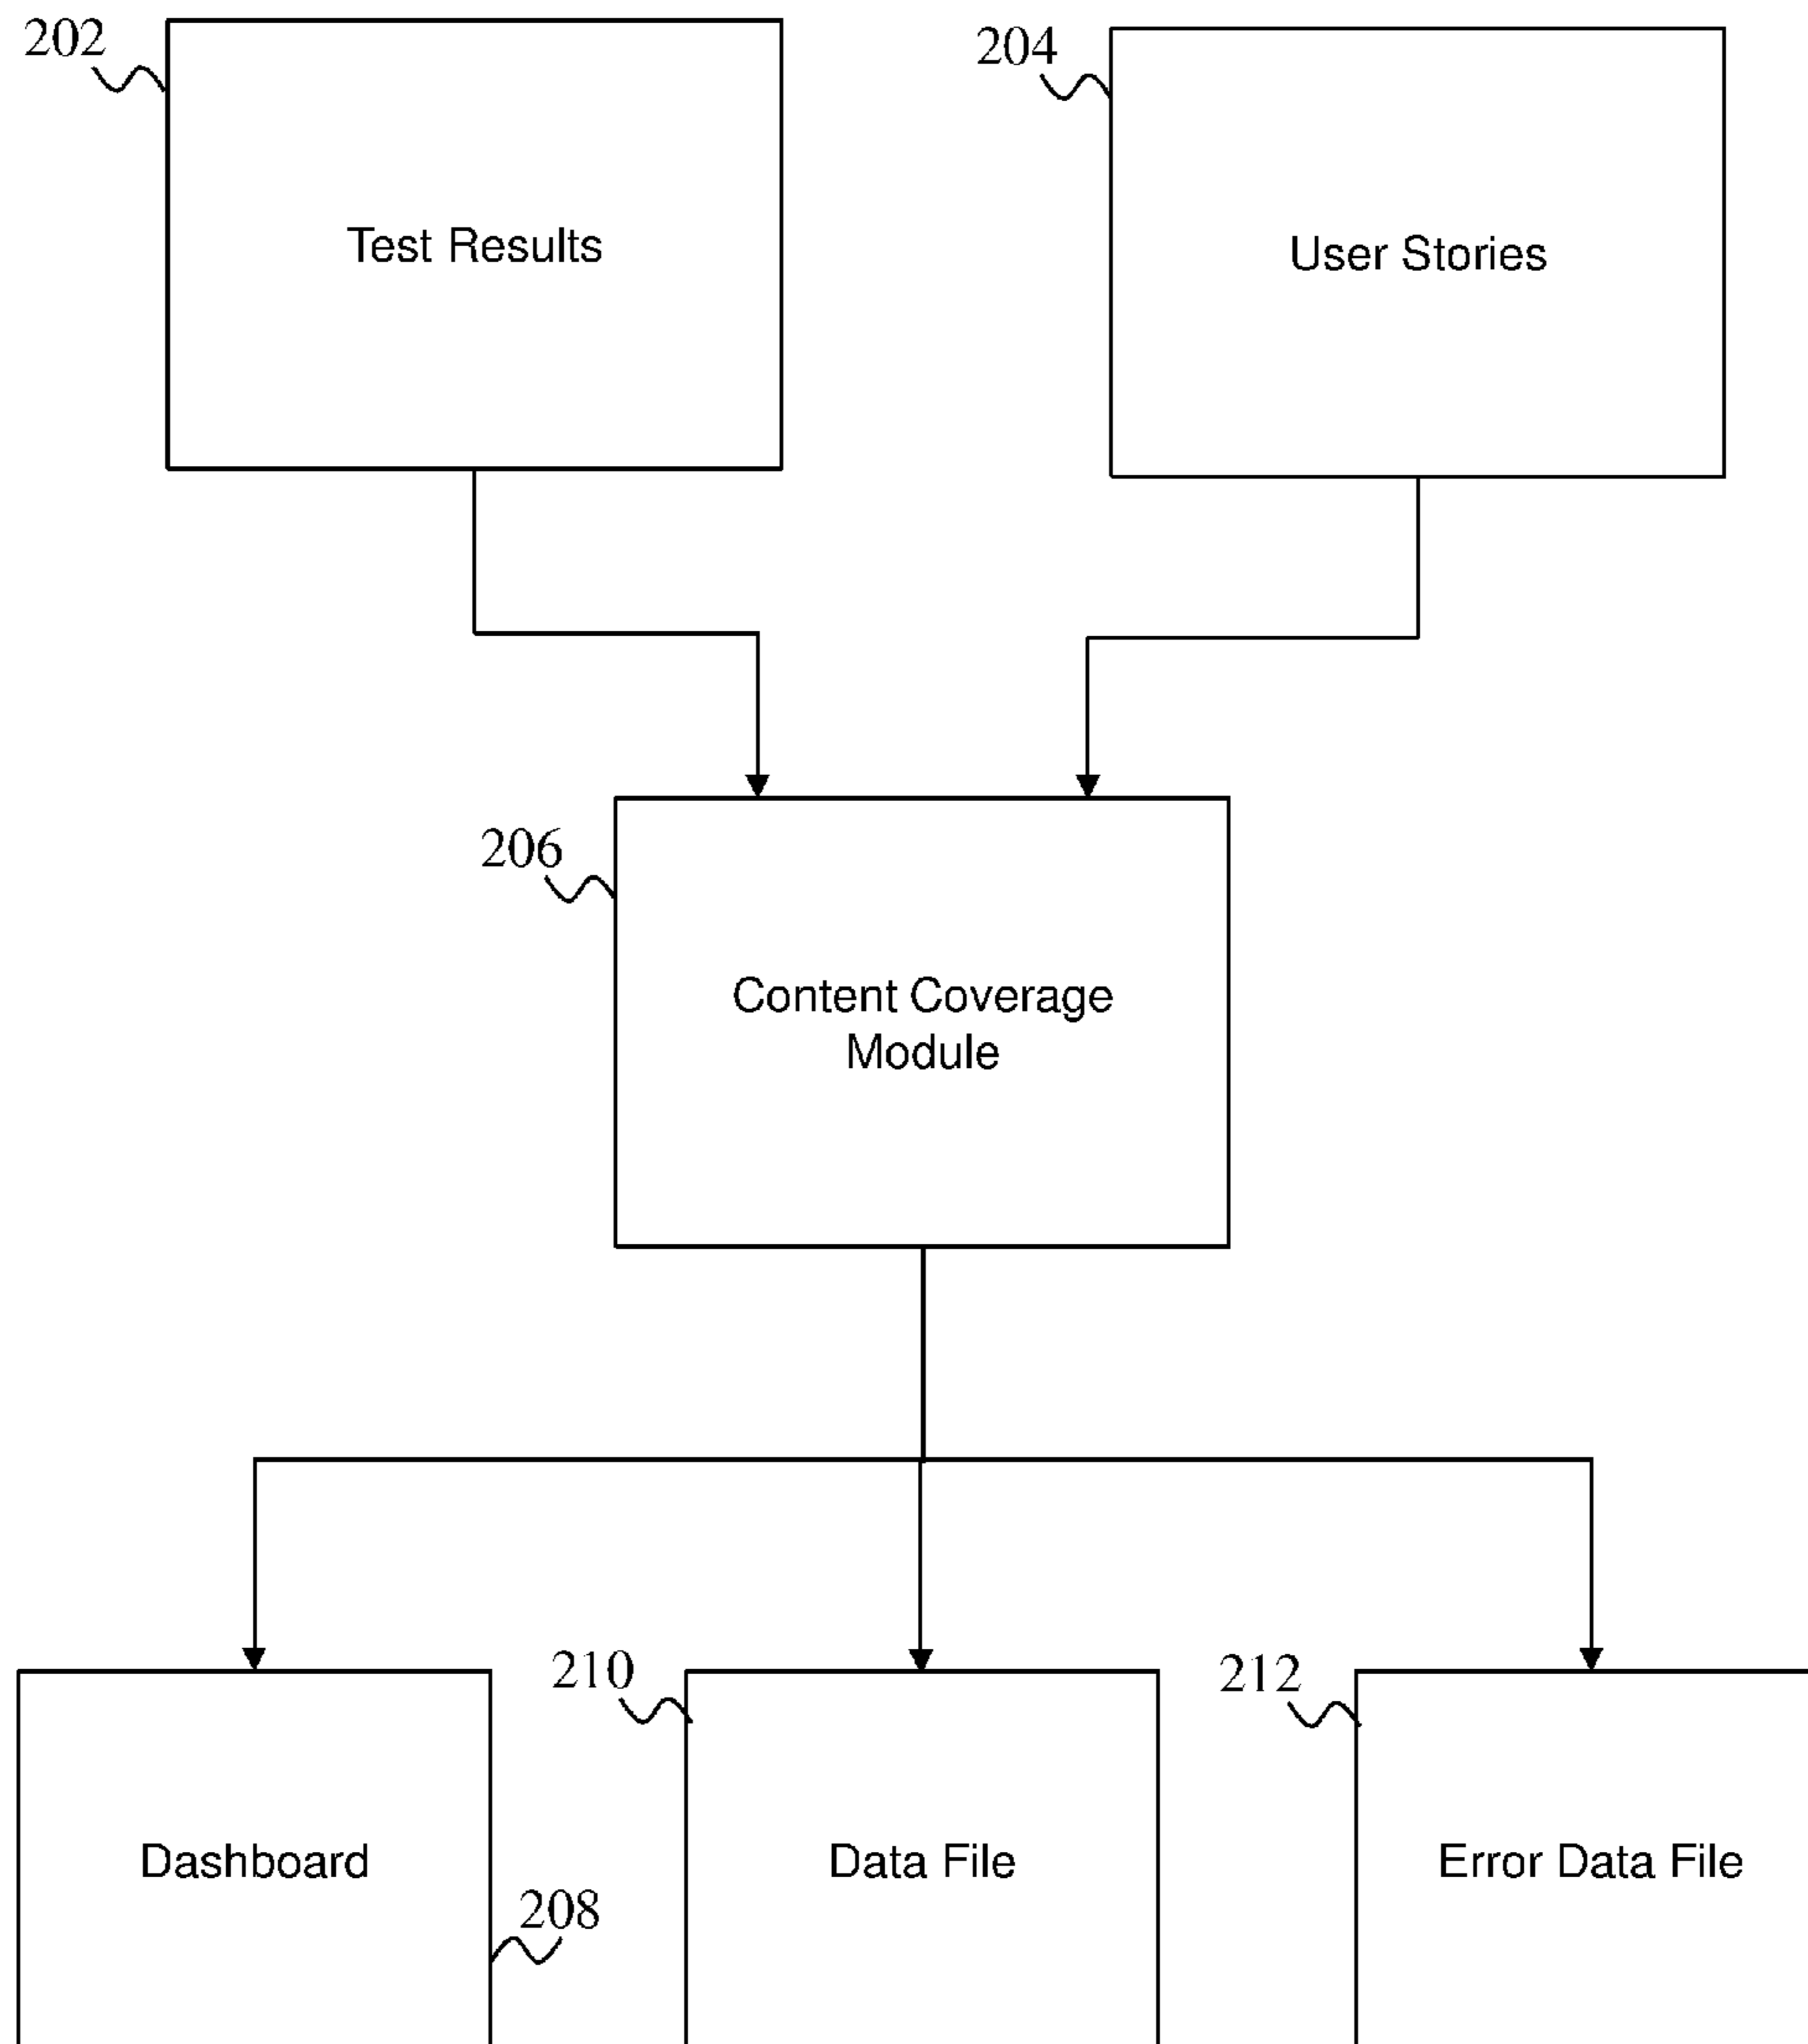 202
204
Test Results
User Stories
206
Content Coverage
Module
210
212
Dashboard
Data File
Error Data File
208